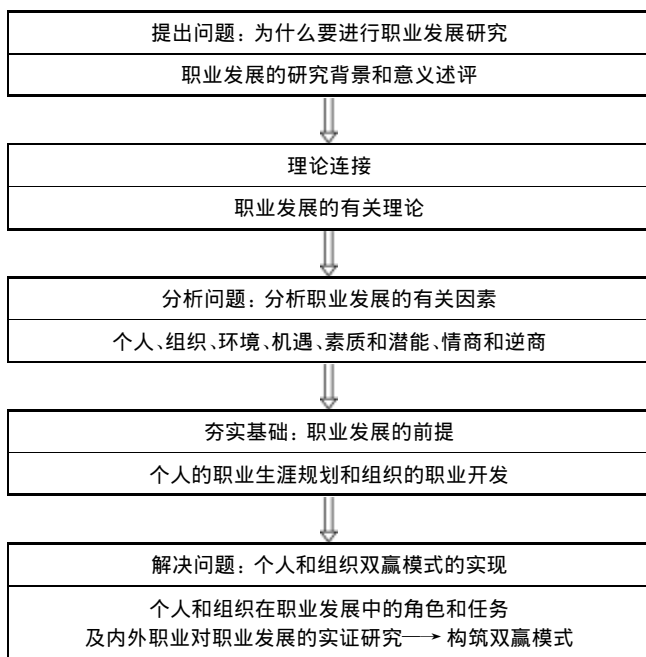 提出问题：为什么要进行职业发展研究
职业发展的研究背景和意义述评
理论连接
职业发展的有关理论
分析问题：分析职业发展的有关因素
个人、组织、环境、机遇、素质和潜能、情商和逆商
夯实基础：职业发展的前提
个人的职业生涯规划和组织的职业开发
解决问题：个人和组织双赢模式的实现
个人和组织在职业发展中的角色和任务
及内外职业对职业发展的实证研究→构筑双赢模式